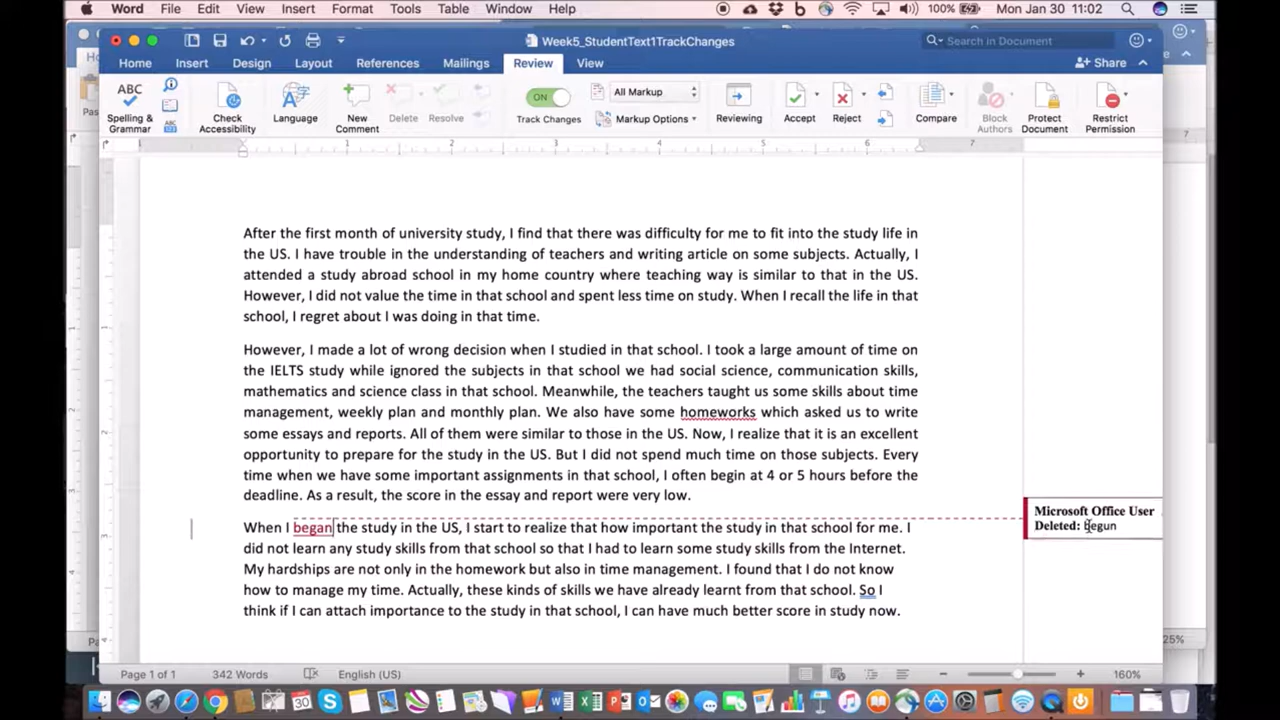 Word File Edit View Insert Format Tools Table Window Help 100% Mon Jan 30 11:02
Week5_StudentText1TrackChanges
Search in Document
Home Insert Design Layout References Mailings Review View Share
ABC
Spelling & Grammar
Check Accessibility
Language
New Comment
Delete
Resolve
ON
Track Changes
All Markup
Markup Options
Reviewing
Accept
Reject
Compare
Block Authors
Protect Document
Restrict Permission
1 1 2 3 4 5 6 7
After the first month of university study, I find that there was difficulty for me to fit into the study life in
the US. I have trouble in the understanding of teachers and writing article on some subjects. Actually, I
attended a study abroad school in my home country where teaching way is similar to that in the US.
However, I did not value the time in that school and spent less time on study. When I recall the life in that
school, I regret about I was doing in that time.
However, I made a lot of wrong decision when I studied in that school. I took a large amount of time on
the IELTS study while ignored the subjects in that school we had social science, communication skills,
mathematics and science class in that school. Meanwhile, the teachers taught us some skills about time
management, weekly plan and monthly plan. We also have some homeworks which asked us to write
some essays and reports. All of them were similar to those in the US. Now, I realize that it is an excellent
opportunity to prepare for the study in the US. But I did not spend much time on those subjects. Every
time when we have some important assignments in that school, I often begin at 4 or 5 hours before the
deadline. As a result, the score in the essay and report were very low.
When I began the study in the US, I start to realize that how important the study in that school for me. I
did not learn any study skills from that school so that I had to learn some study skills from the Internet.
My hardships are not only in the homework but also in time management. I found that I do not know
how to manage my time. Actually, these kinds of skills we have already learnt from that school. So I
think if I can attach importance to the study in that school, I can have much better score in study now.
Microsoft Office User
Deleted: begun
Page 1 of 1 342 Words English (US) 160%